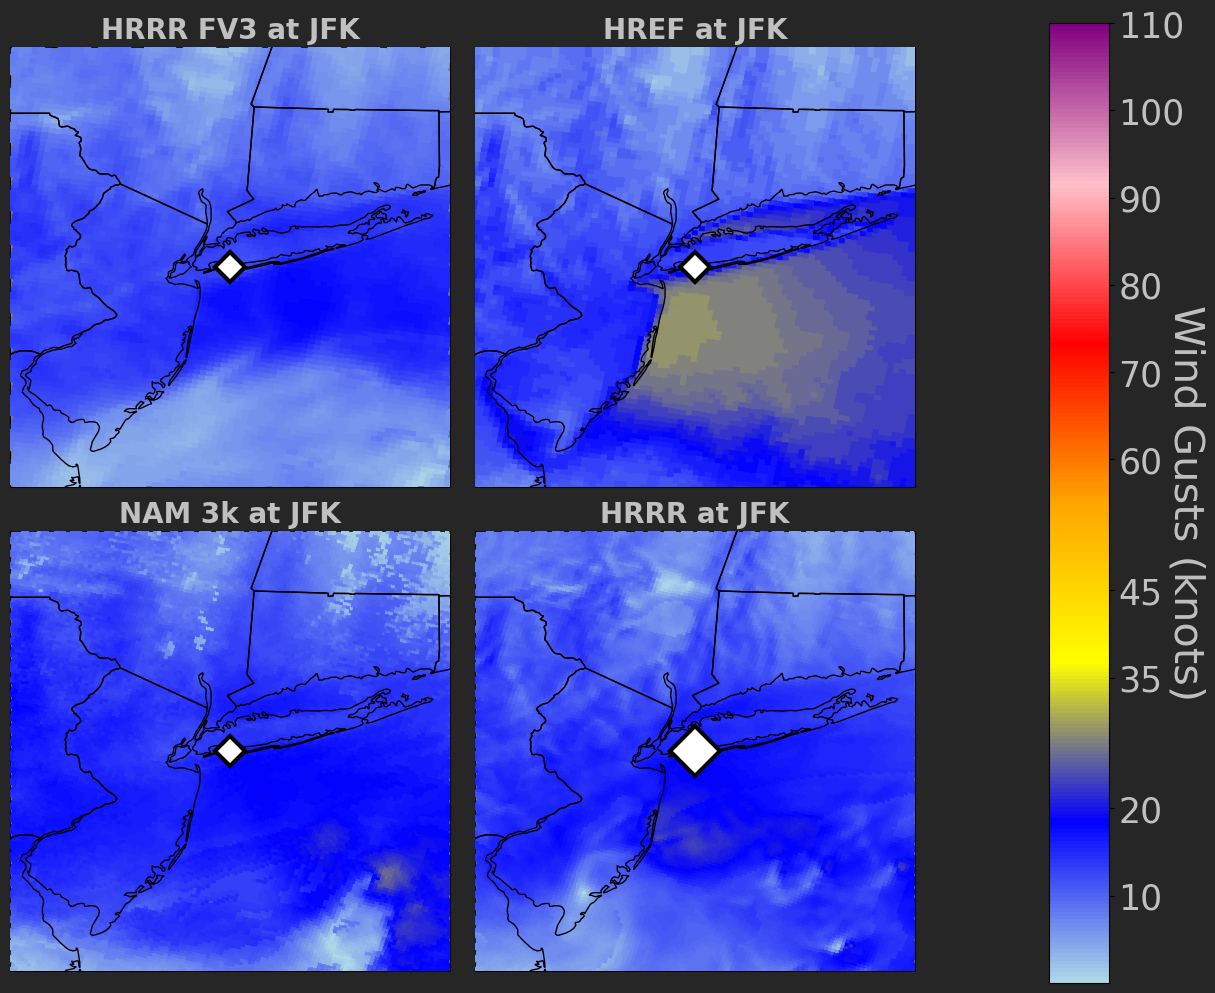 HRRR FV3 at JFK
HREF at JFK
NAM 3k at JFK
HRRR at JFK
110
100
90
80
70
60
45
35
20
10
Wind Gusts (knots)